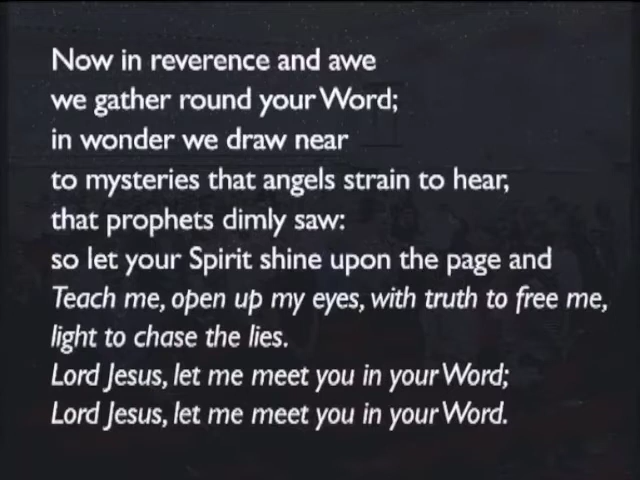 Now in reverence and awe
we gather round your Word;
in wonder we draw near
to mysteries that angels strain to hear,
that prophets dimly saw:
so let your Spirit shine upon the page and
Teach me, open up my eyes, with truth to free me,
light to chase the lies.
Lord Jesus, let me meet you in your Word;
Lord Jesus, let me meet you in your Word.